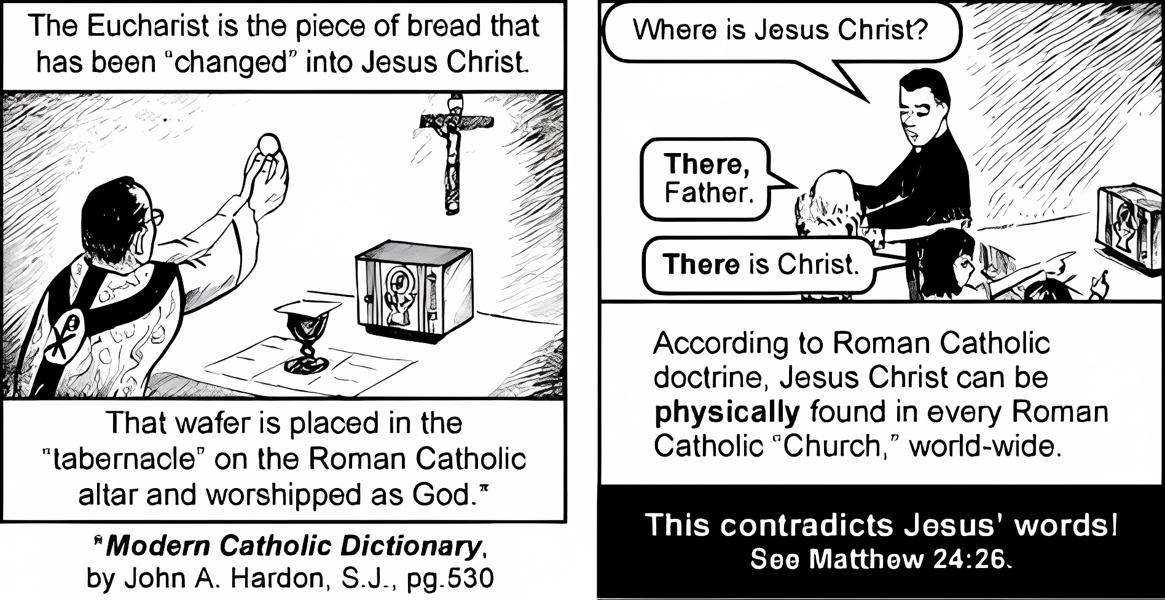 The Eucharist is the piece of bread that
has been "changed" into Jesus Christ.
That wafer is placed in the
"tabernacle" on the Roman Catholic
altar and worshipped as God.*
*Modern Catholic Dictionary,
by John A. Hardon, S.J., pg.530
Where is Jesus Christ?
There,
Father.
There is Christ.
According to Roman Catholic
doctrine, Jesus Christ can be
physically found in every Roman
Catholic "Church," world-wide.
This contradicts Jesus' words!
See Matthew 24:26.